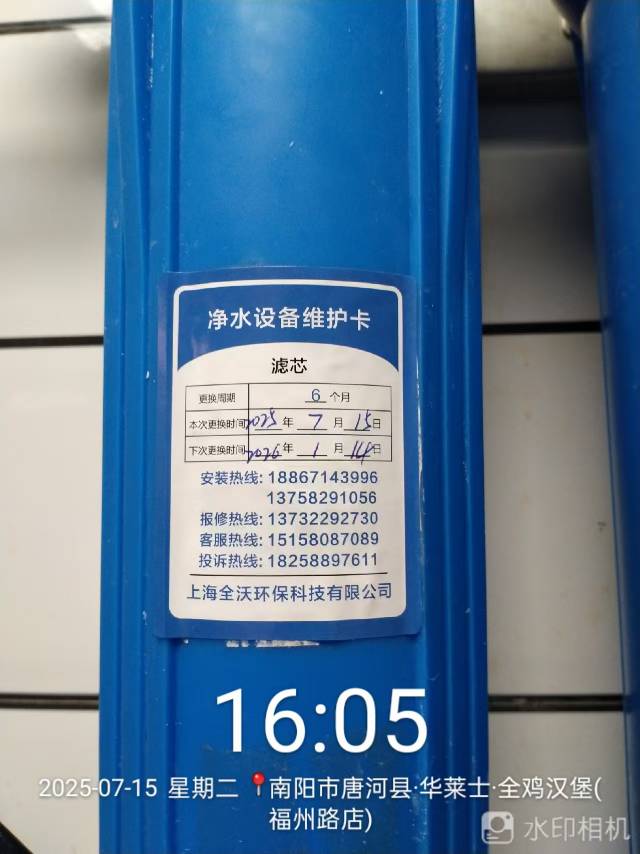 净水设备维护卡
滤芯
更换周期 6 个月
本次更换时间 2025 年 7 月 15 日
下次更换时间 2026 年 1 月 14 日
安装热线: 18867143996
13758291056
报修热线: 13732292730
客服热线: 15158087089
投诉热线: 18258897611
上海全沃环保科技有限公司
16:05
2025-07-15 星期二 南阳市唐河县·华莱士·全鸡汉堡(
福州路店)
水印相机